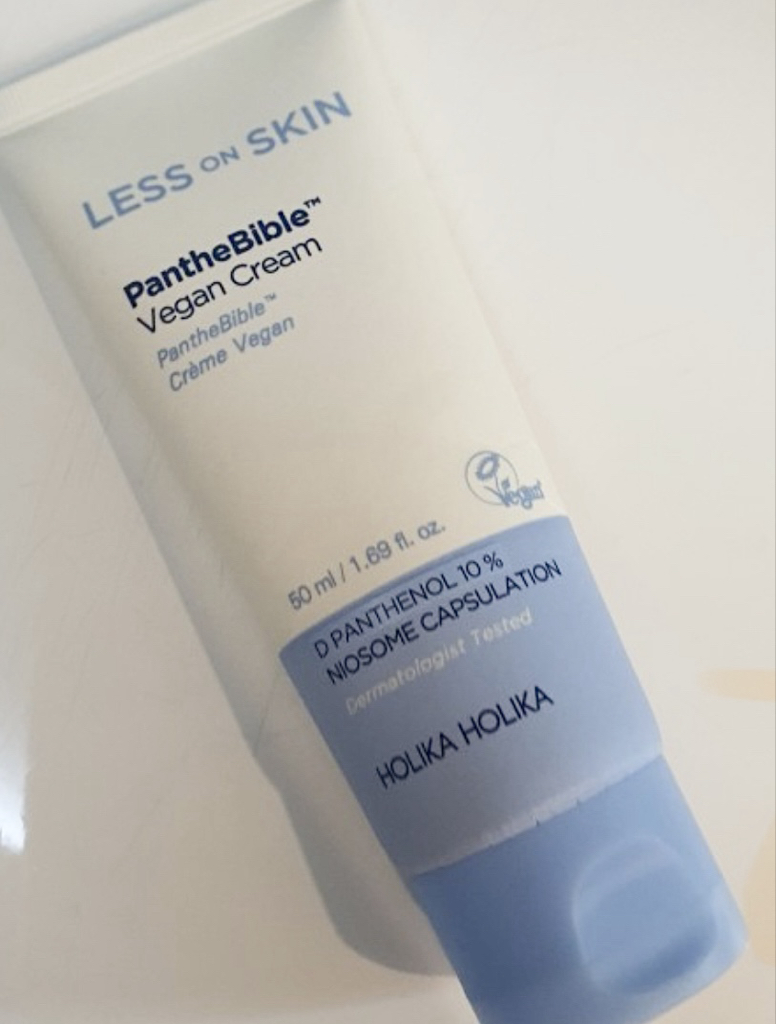 LESS ON SKIN
PantheBible™
Vegan Cream
PantheBible™
Crème Vegan
Vegan
50 ml / 1.69 fl. oz.
D PANTHENOL 10 %
NIOSOME CAPSULATION
Dermatologist Tested
HOLIKA HOLIKA